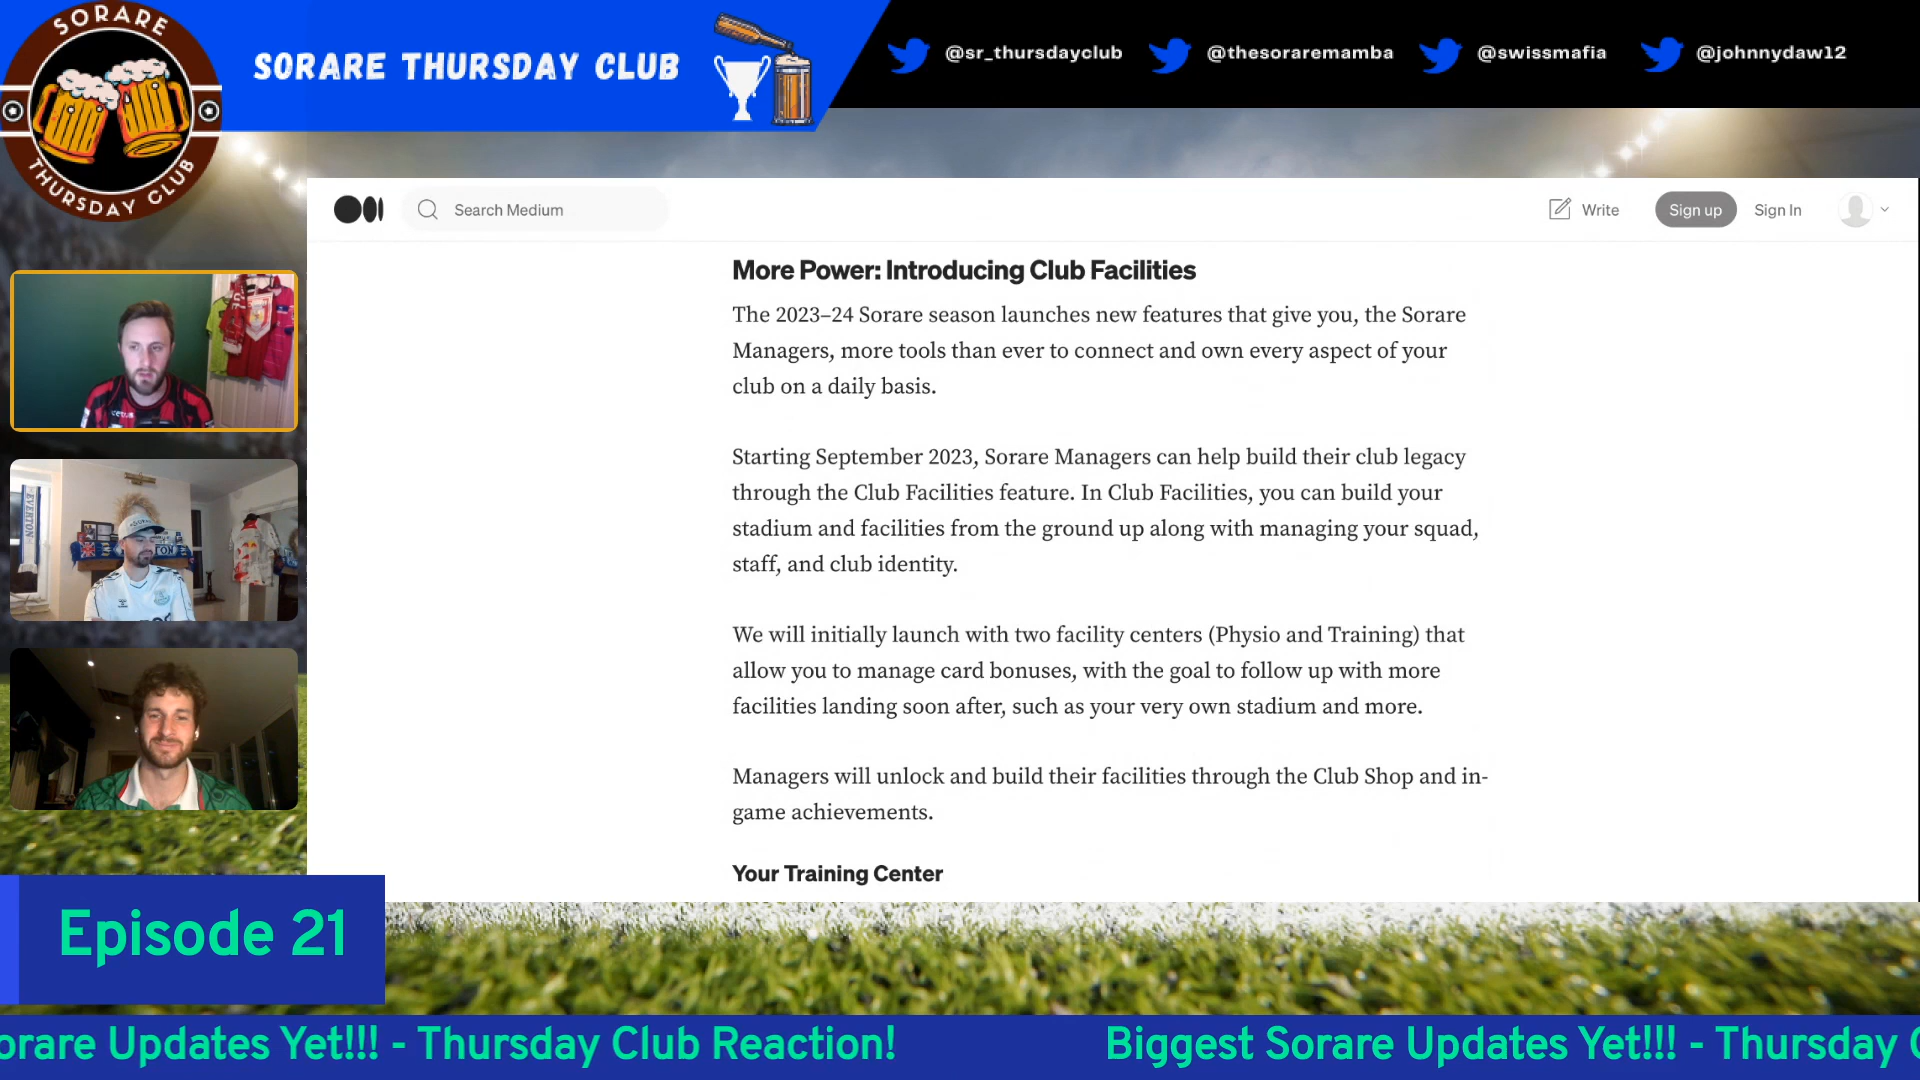 SORARE
THURSDAY CLUB
SORARE THURSDAY CLUB
@sr_thursdayclub
@thesoraremamba
@swissmafia
@johnnydaw12
Search Medium
Write
Sign up
Sign In
More Power: Introducing Club Facilities
The 2023–24 Sorare season launches new features that give you, the Sorare
Managers, more tools than ever to connect and own every aspect of your
club on a daily basis.
Starting September 2023, Sorare Managers can help build their club legacy
through the Club Facilities feature. In Club Facilities, you can build your
stadium and facilities from the ground up along with managing your squad,
staff, and club identity.
We will initially launch with two facility centers (Physio and Training) that
allow you to manage card bonuses, with the goal to follow up with more
facilities landing soon after, such as your very own stadium and more.
Managers will unlock and build their facilities through the Club Shop and in-
game achievements.
Your Training Center
EVERTON
Episode 21
orare Updates Yet!!! - Thursday Club Reaction!
Biggest Sorare Updates Yet!!! - Thursday C